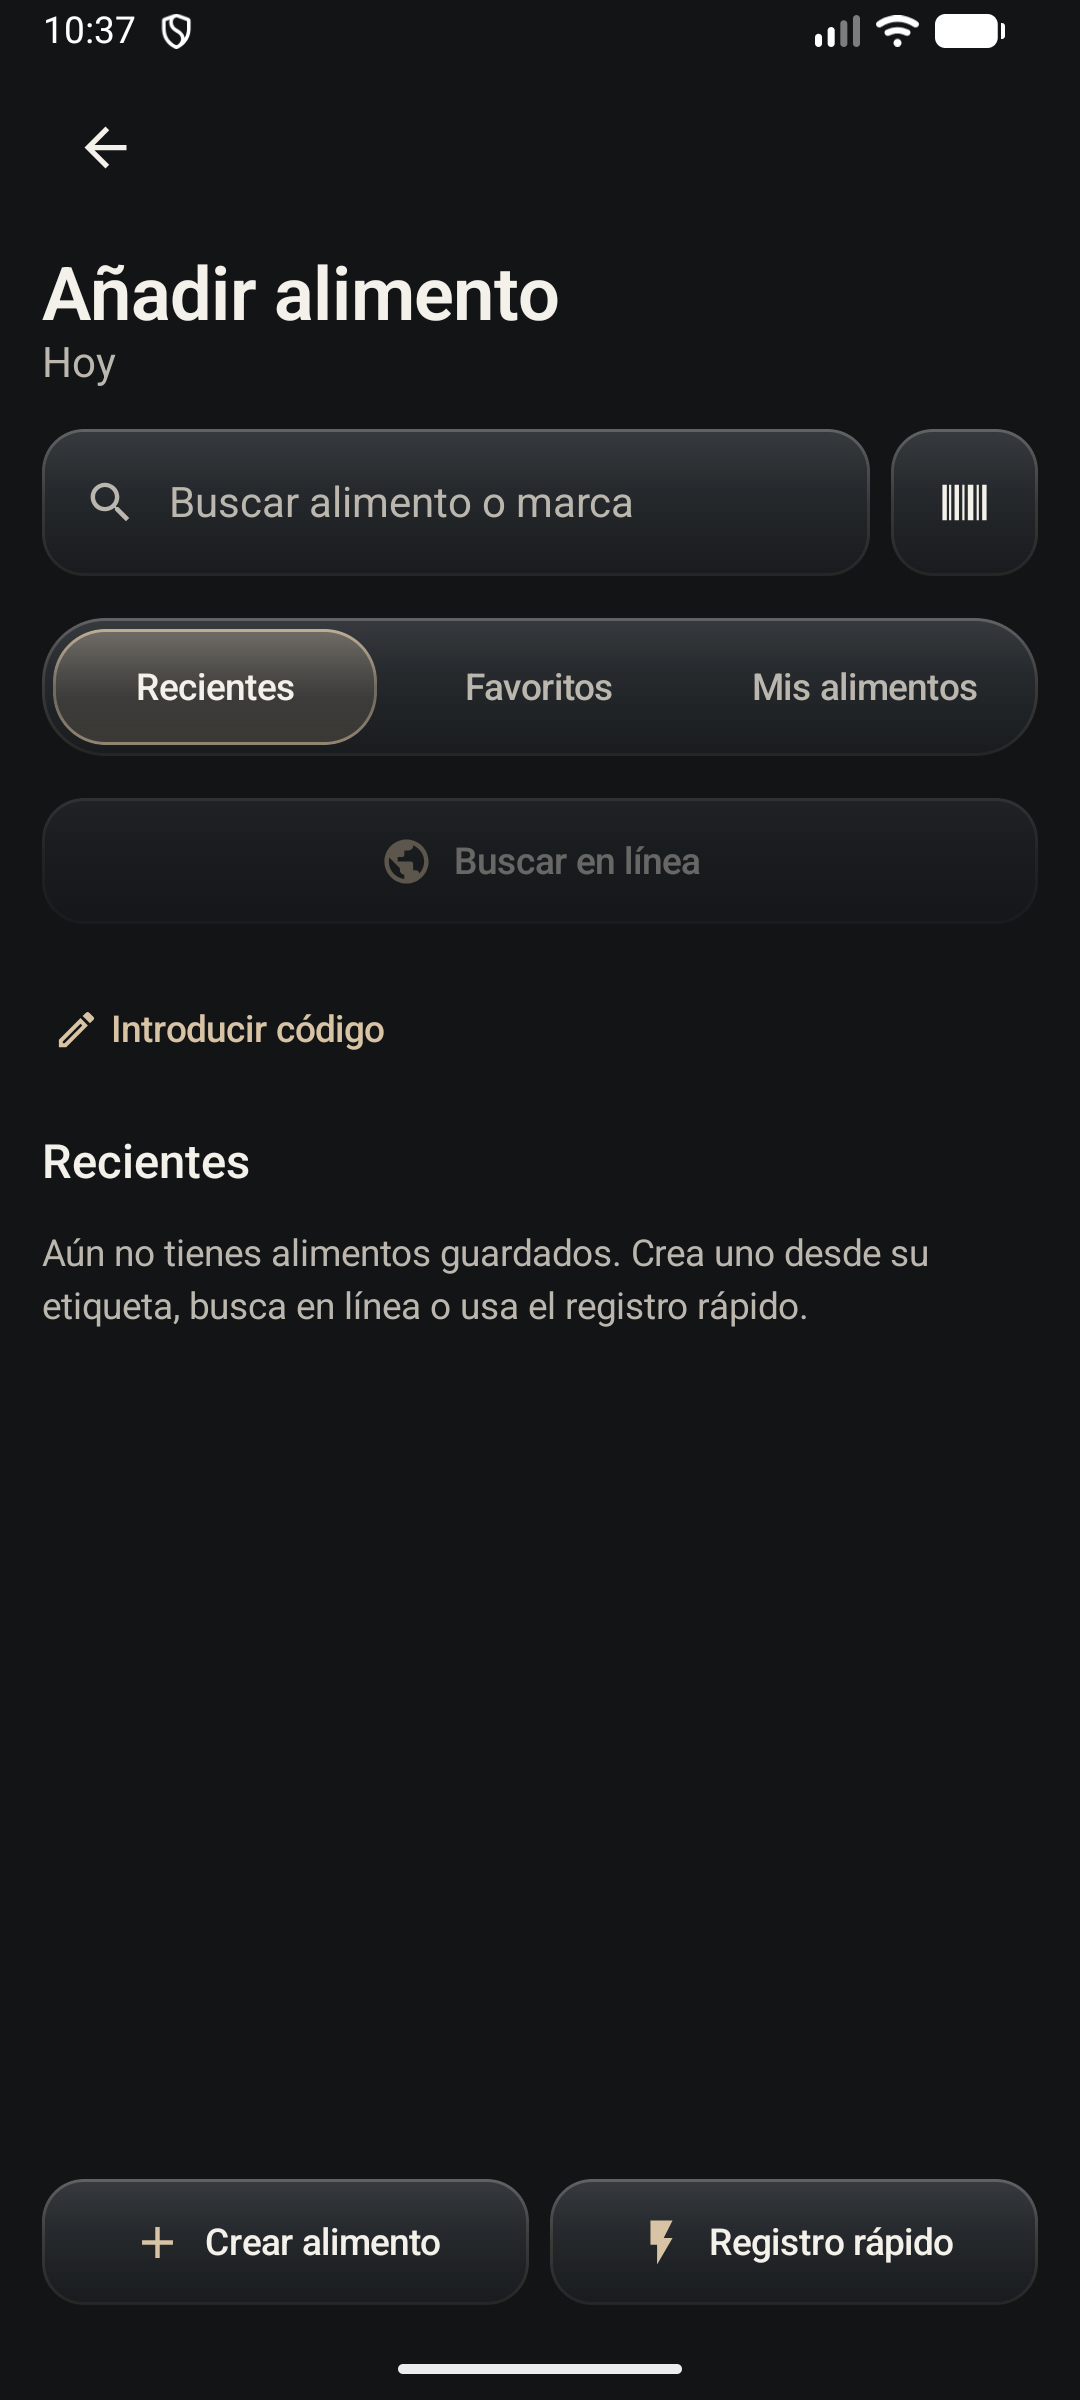 10:37
Añadir alimento
Hoy
Buscar alimento o marca
Recientes
Favoritos
Mis alimentos
Buscar en línea
Introducir código
Recientes
Aún no tienes alimentos guardados. Crea uno desde su
etiqueta, busca en línea o usa el registro rápido.
Crear alimento
Registro rápido